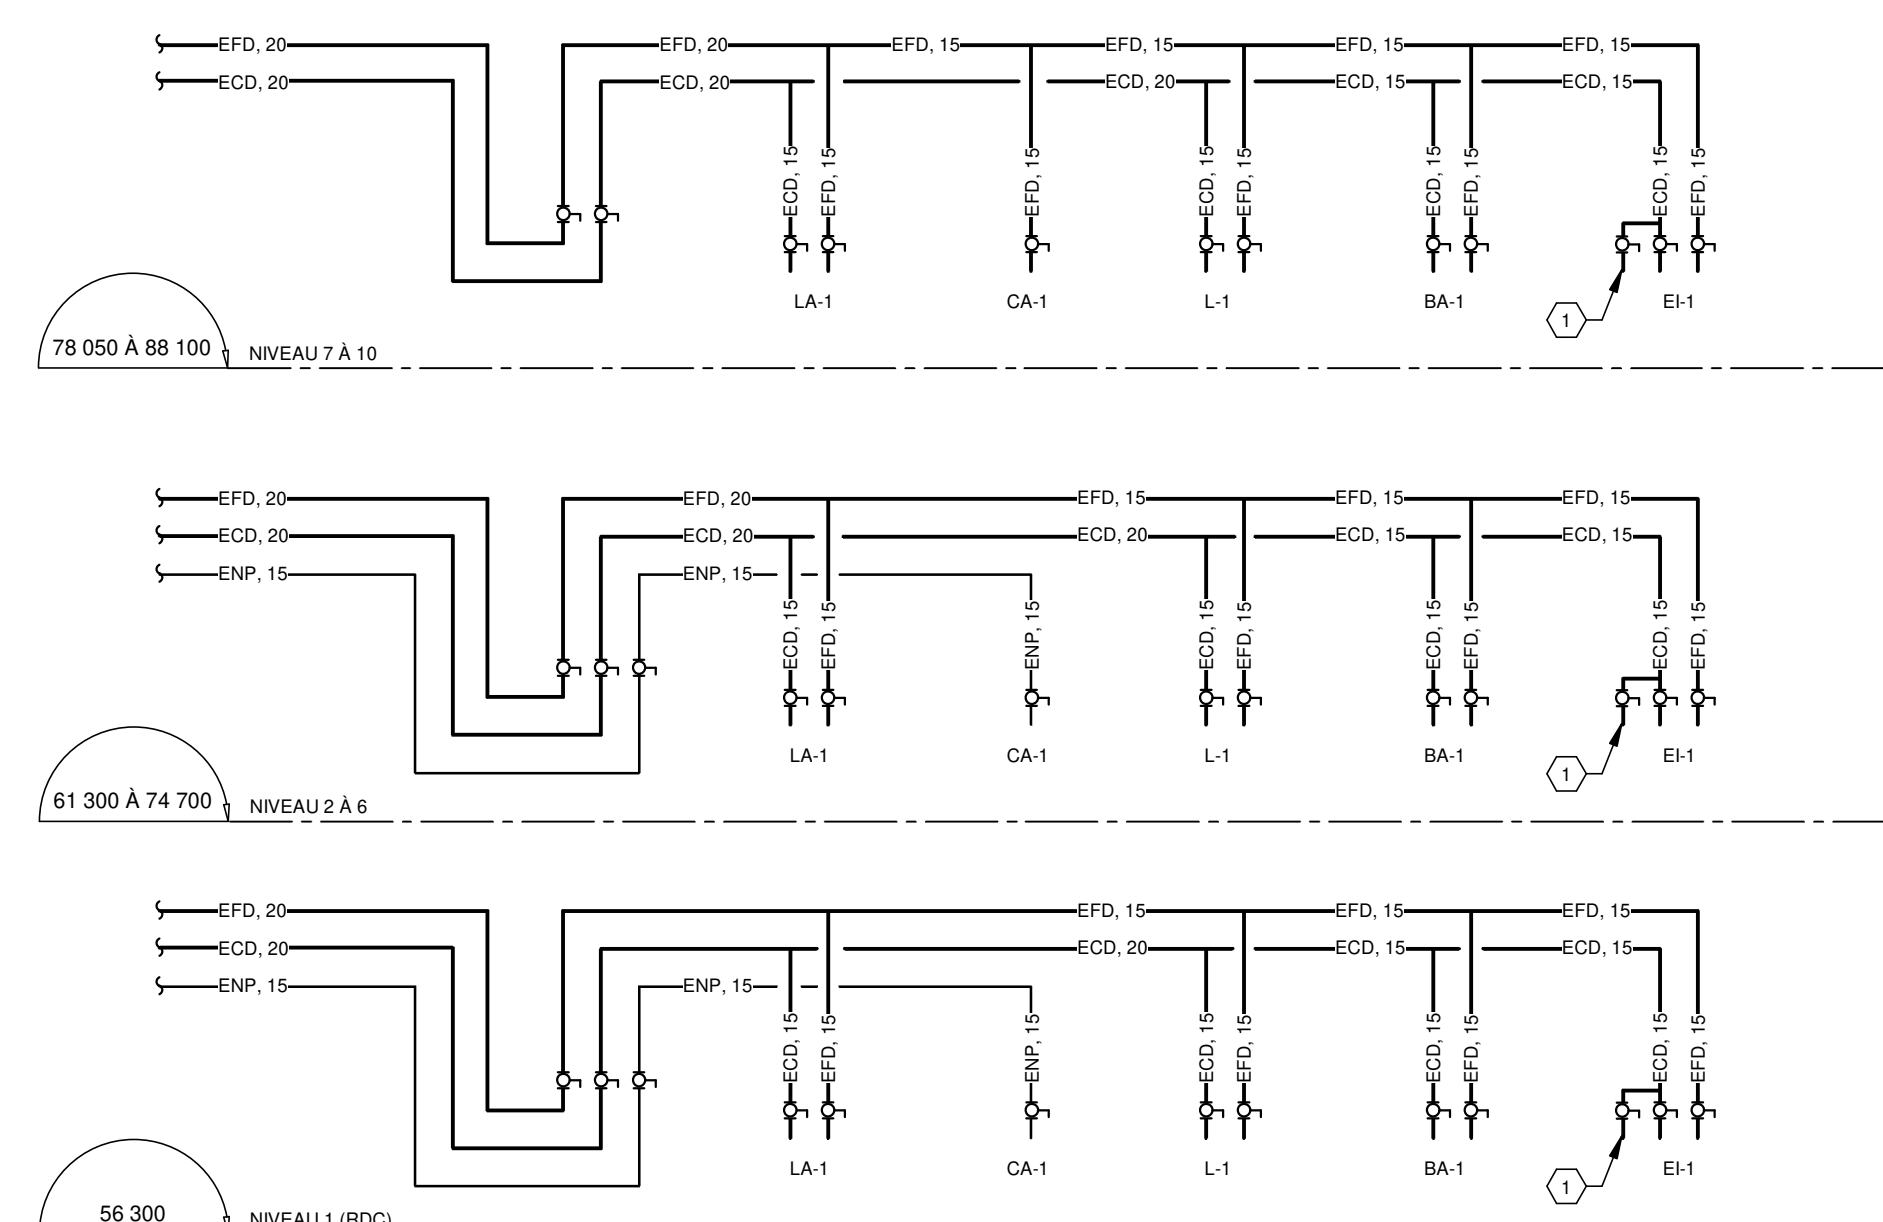 EFD, 20 EFD, 20 EFD, 15 EFD, 15 EFD, 15 EFD, 15
ECD, 20 ECD, 20 ECD, 20 ECD, 15 ECD, 15
ECD, 15 EFD, 15 EFD, 15 ECD, 15 EFD, 15 ECD, 15 EFD, 15 ECD, 15 EFD, 15
LA-1 CA-1 L-1 BA-1 EI-1
1
78 050 À 88 100 NIVEAU 7 À 10
EFD, 20 EFD, 20 EFD, 15 EFD, 15 EFD, 15
ECD, 20 ECD, 20 ECD, 20 ECD, 15 ECD, 15
ENP, 15 ENP, 15
ECD, 15 EFD, 15 ENP, 15 ECD, 15 EFD, 15 ECD, 15 EFD, 15 ECD, 15 EFD, 15
LA-1 CA-1 L-1 BA-1 EI-1
1
61 300 À 74 700 NIVEAU 2 À 6
EFD, 20 EFD, 15 EFD, 15 EFD, 15
ECD, 20 ECD, 20 ECD, 15 ECD, 15
ENP, 15 ENP, 15
ECD, 15 EFD, 15 ENP, 15 ECD, 15 EFD, 15 ECD, 15 EFD, 15 ECD, 15 EFD, 15
LA-1 CA-1 L-1 BA-1 EI-1
1
56 300 NIVEAU 1 (RDC)